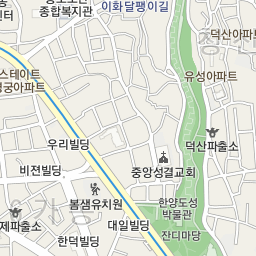 종합복지관
이화달팽이길
덕산아파트
센터
스테이트
궁아파트
유성아파트
우리빌딩
덕산파출소
비젼빌딩
중앙성결교회
봄샘유치원
한양도성
박물관
제파출소
대일빌딩
잔디마당
한덕빌딩